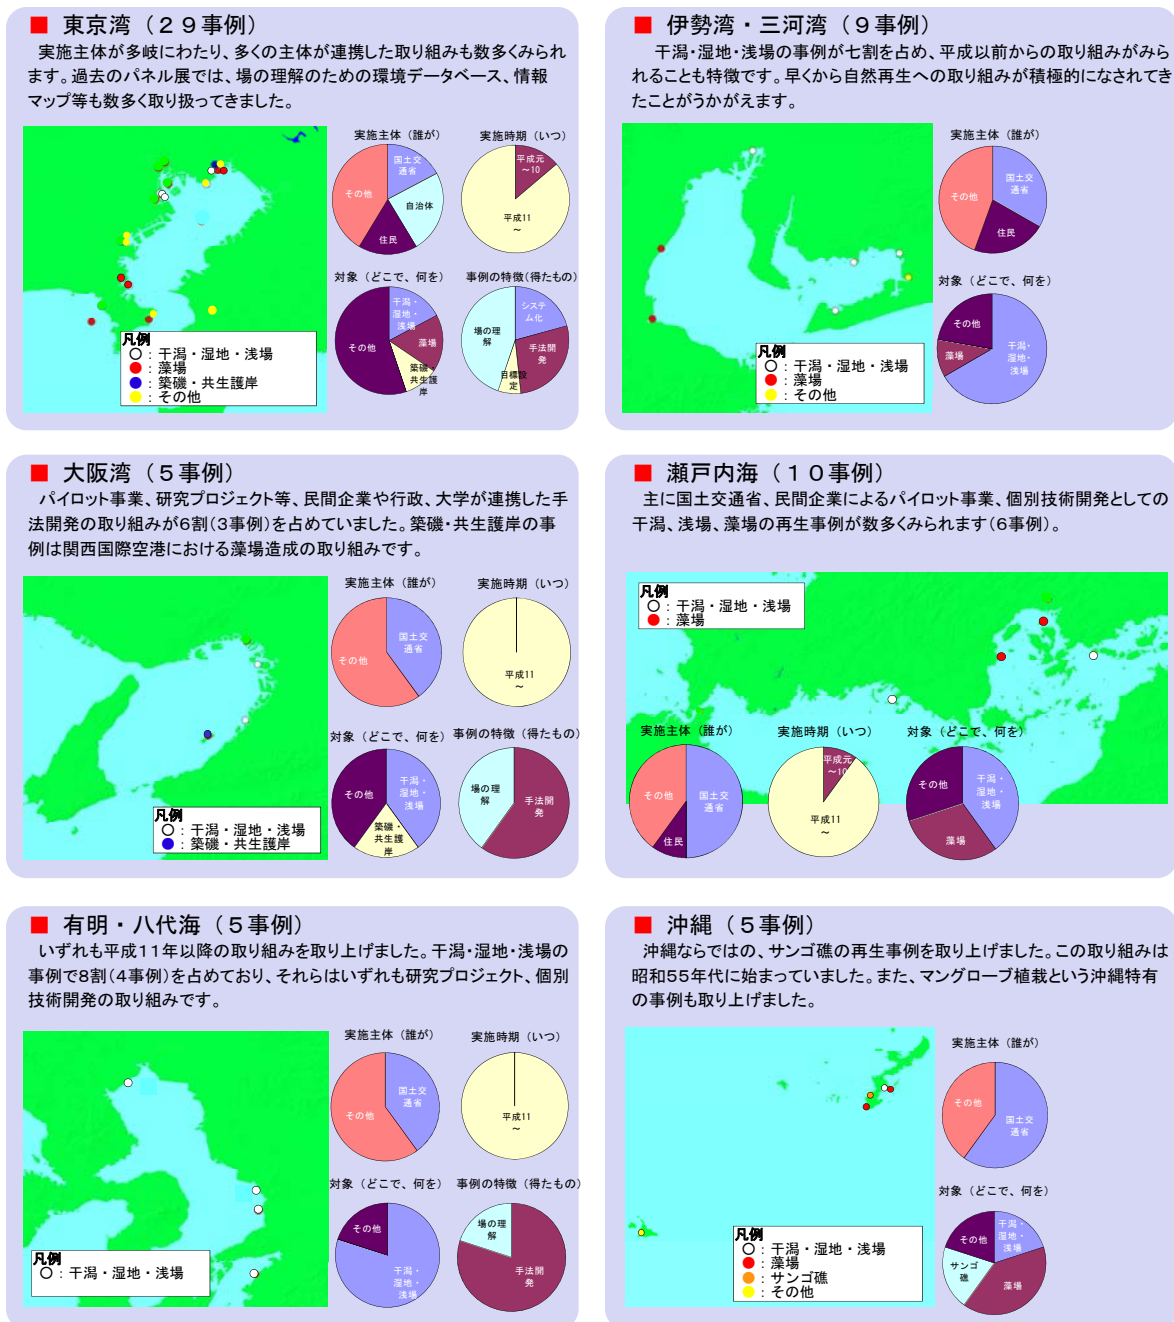 ■ 東京湾（２９事例）
実施主体が多岐にわたり、多くの主体が連携した取り組みも数多くみられ
ます。過去のパネル展では、場の理解のための環境データベース、情報
マップ等も数多く取り扱ってきました。
実施主体（誰が）
国土交
通省
自治体
住民
その他
実施時期（いつ）
平成元
～10
平成11
～
対象（どこで、何を）
干潟・
湿地・
浅場
藻場
築磯・
共生護
岸
その他
事例の特徴（得たもの）
システ
ム化
手法開
発
目標設
定
場の理
解
凡例
○：干潟・湿地・浅場
●：藻場
●：築磯・共生護岸
●：その他
■ 伊勢湾・三河湾（９事例）
干潟・湿地・浅場の事例が七割を占め、平成以前からの取り組みがみら
れることも特徴です。早くから自然再生への取り組みが積極的になされてき
たことがうかがえます。
実施主体（誰が）
国土交
通省
住民
その他
対象（どこで、何を）
干潟・
湿地・
浅場
藻場
その他
凡例
○：干潟・湿地・浅場
●：藻場
●：その他
■ 大阪湾（５事例）
パイロット事業、研究プロジェクト等、民間企業や行政、大学が連携した手
法開発の取り組みが6割（3事例）を占めていました。築磯・共生護岸の事
例は関西国際空港における藻場造成の取り組みです。
実施主体（誰が）
国土交
通省
その他
実施時期（いつ）
平成11
～
対象（どこで、何を）
干潟・
湿地・
浅場
築磯・
共生護
岸
その他
事例の特徴（得たもの）
手法開
発
場の理
解
凡例
○：干潟・湿地・浅場
●：築磯・共生護岸
■ 瀬戸内海（１０事例）
主に国土交通省、民間企業によるパイロット事業、個別技術開発としての
干潟、浅場、藻場の再生事例が数多くみられます（6事例）。
凡例
○：干潟・湿地・浅場
●：藻場
実施主体（誰が）
国土交
通省
住民
その他
実施時期（いつ）
平成元
～10
平成11
～
対象（どこで、何を）
干潟・
湿地・
浅場
藻場
その他
■ 有明・八代海（５事例）
いずれも平成11年以降の取り組みを取り上げました。干潟・湿地・浅場の
事例で8割（4事例）を占めており、それらはいずれも研究プロジェクト、個別
技術開発の取り組みです。
実施主体（誰が）
国土交
通省
その他
実施時期（いつ）
平成11
～
対象（どこで、何を）
干潟・
湿地・
浅場
その他
事例の特徴（得たもの）
手法開
発
場の理
解
凡例
○：干潟・湿地・浅場
■ 沖縄（５事例）
沖縄ならではの、サンゴ礁の再生事例を取り上げました。この取り組みは
昭和55年代に始まっていました。また、マングローブ植栽という沖縄特有
の事例も取り上げました。
実施主体（誰が）
国土交
通省
その他
対象（どこで、何を）
干潟・
湿地・
浅場
藻場
サンゴ
礁
その他
凡例
○：干潟・湿地・浅場
●：藻場
●：サンゴ礁
●：その他